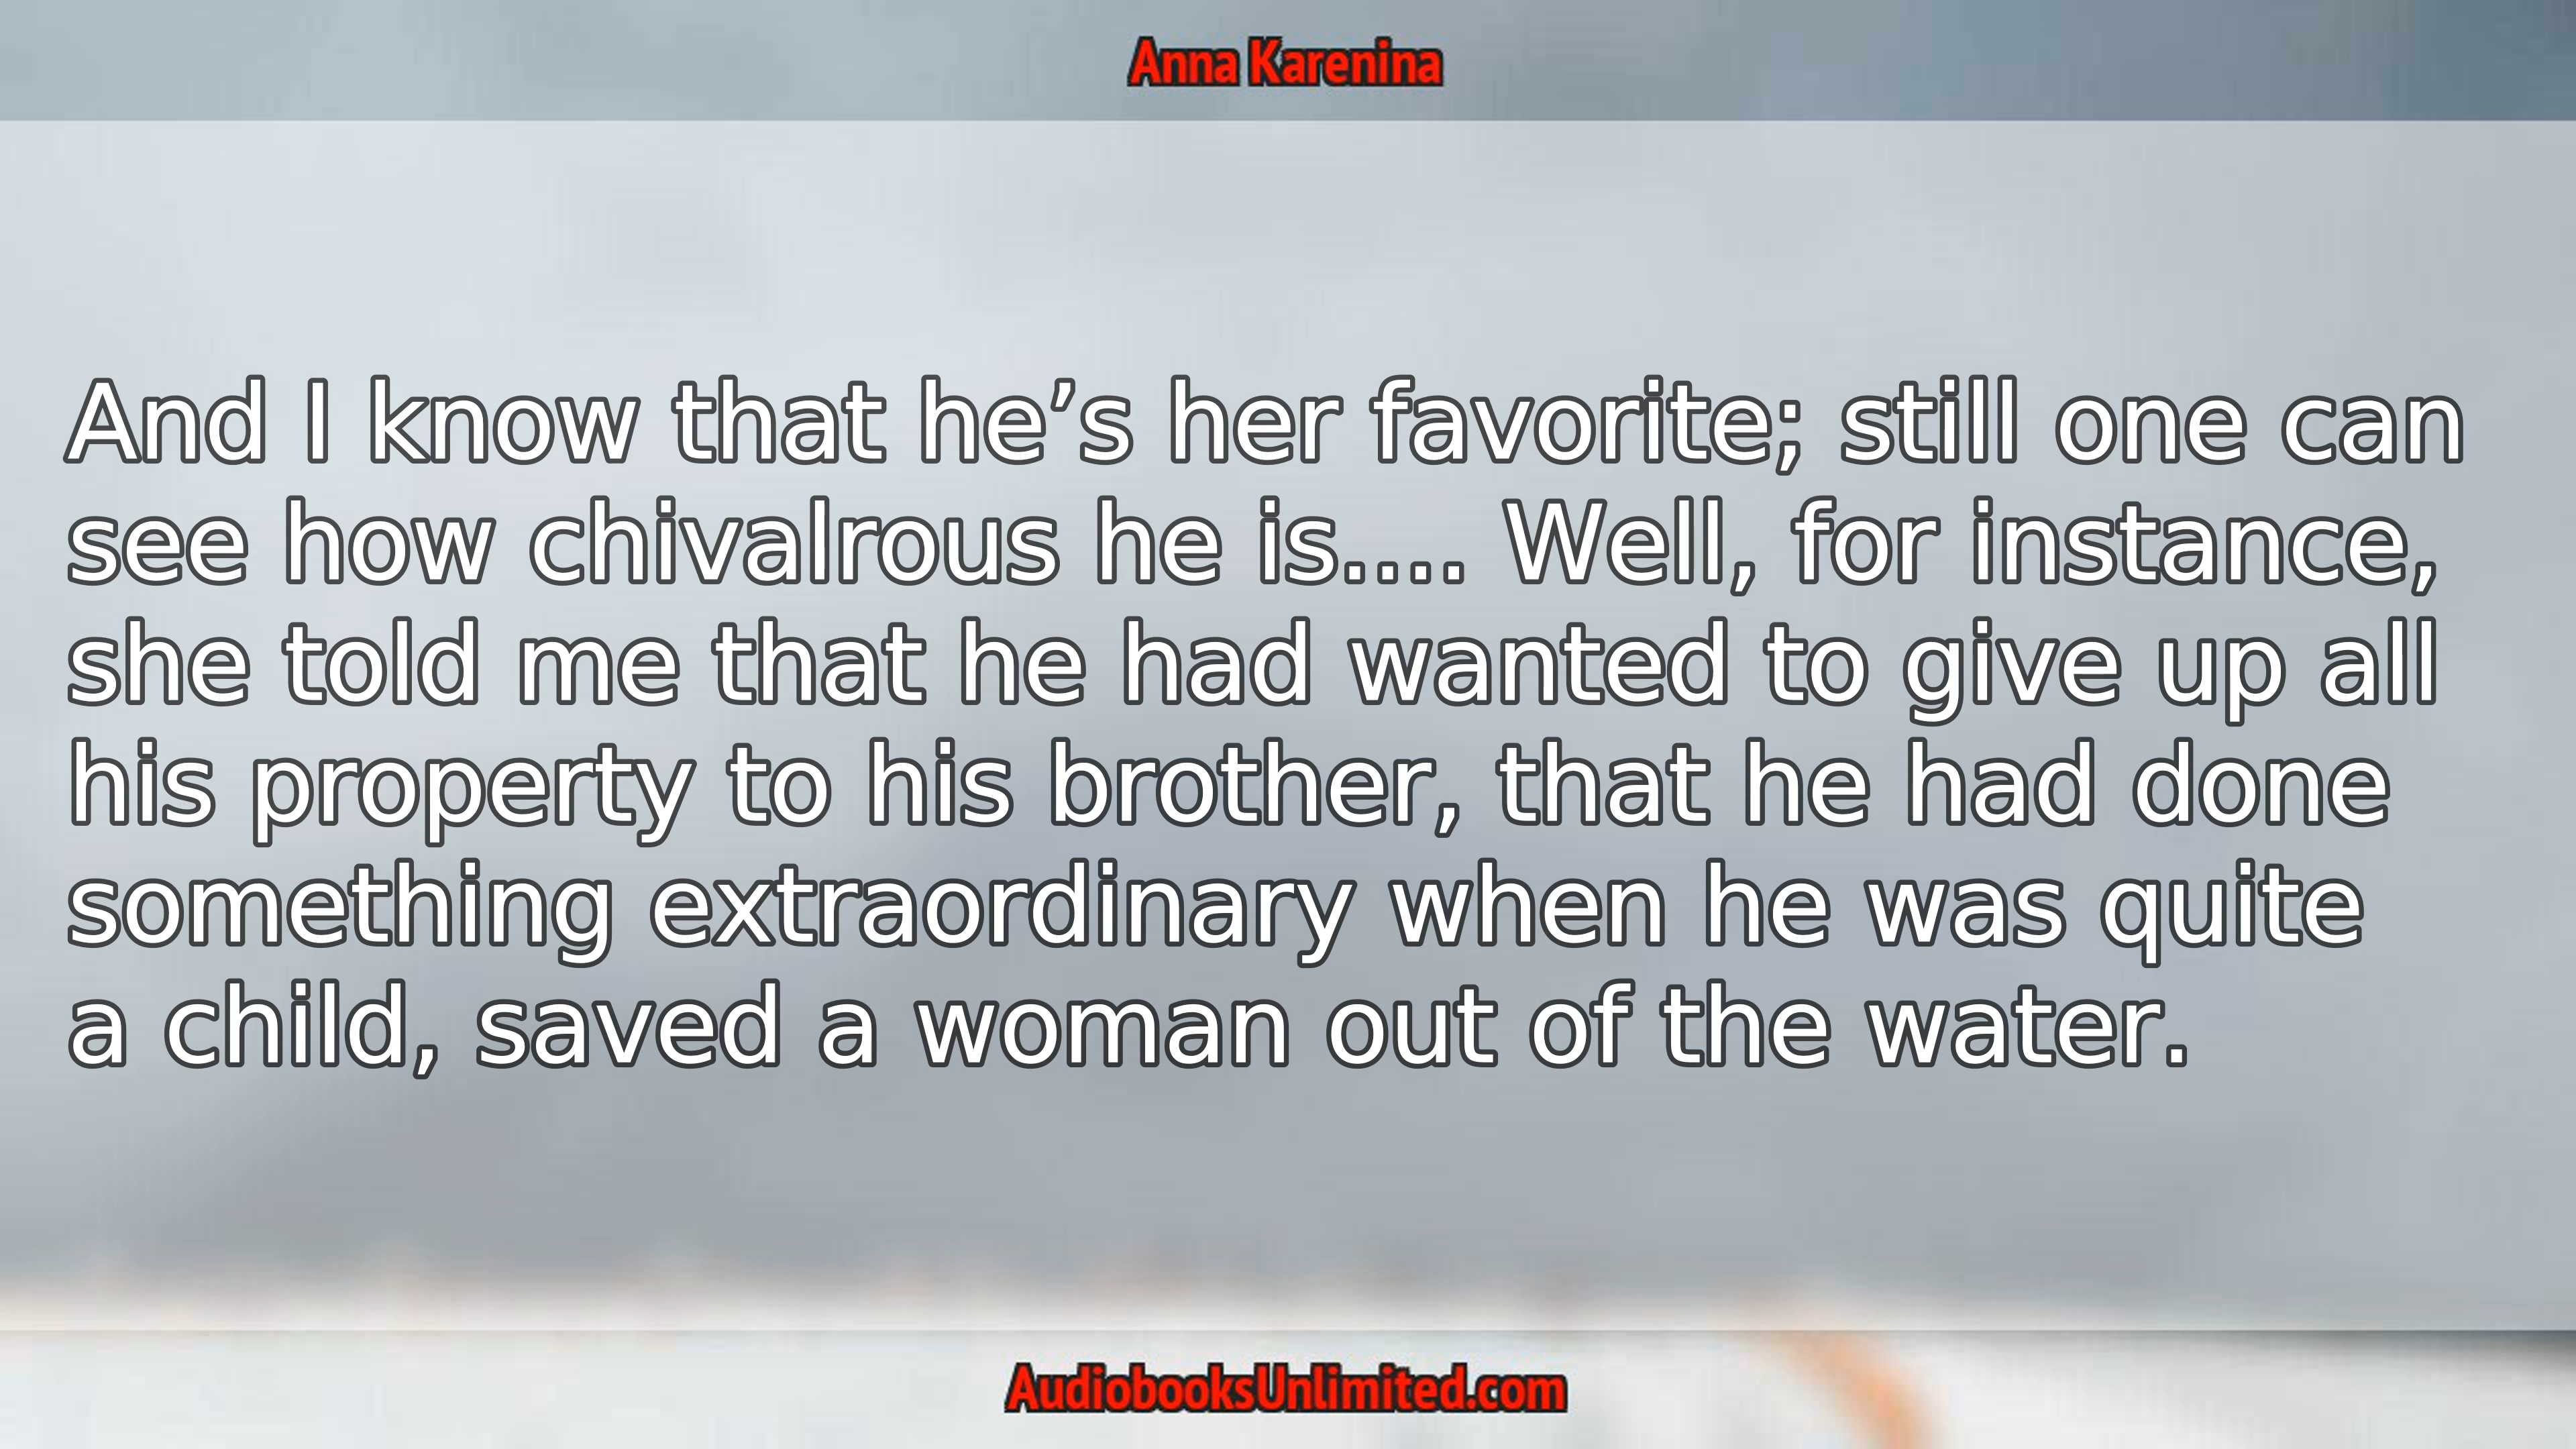 Anna Karenina
And I know that he’s her favorite; still one can
see how chivalrous he is.... Well, for instance,
she told me that he had wanted to give up all
his property to his brother, that he had done
something extraordinary when he was quite
a child, saved a woman out of the water.
AudiobooksUnlimited.com